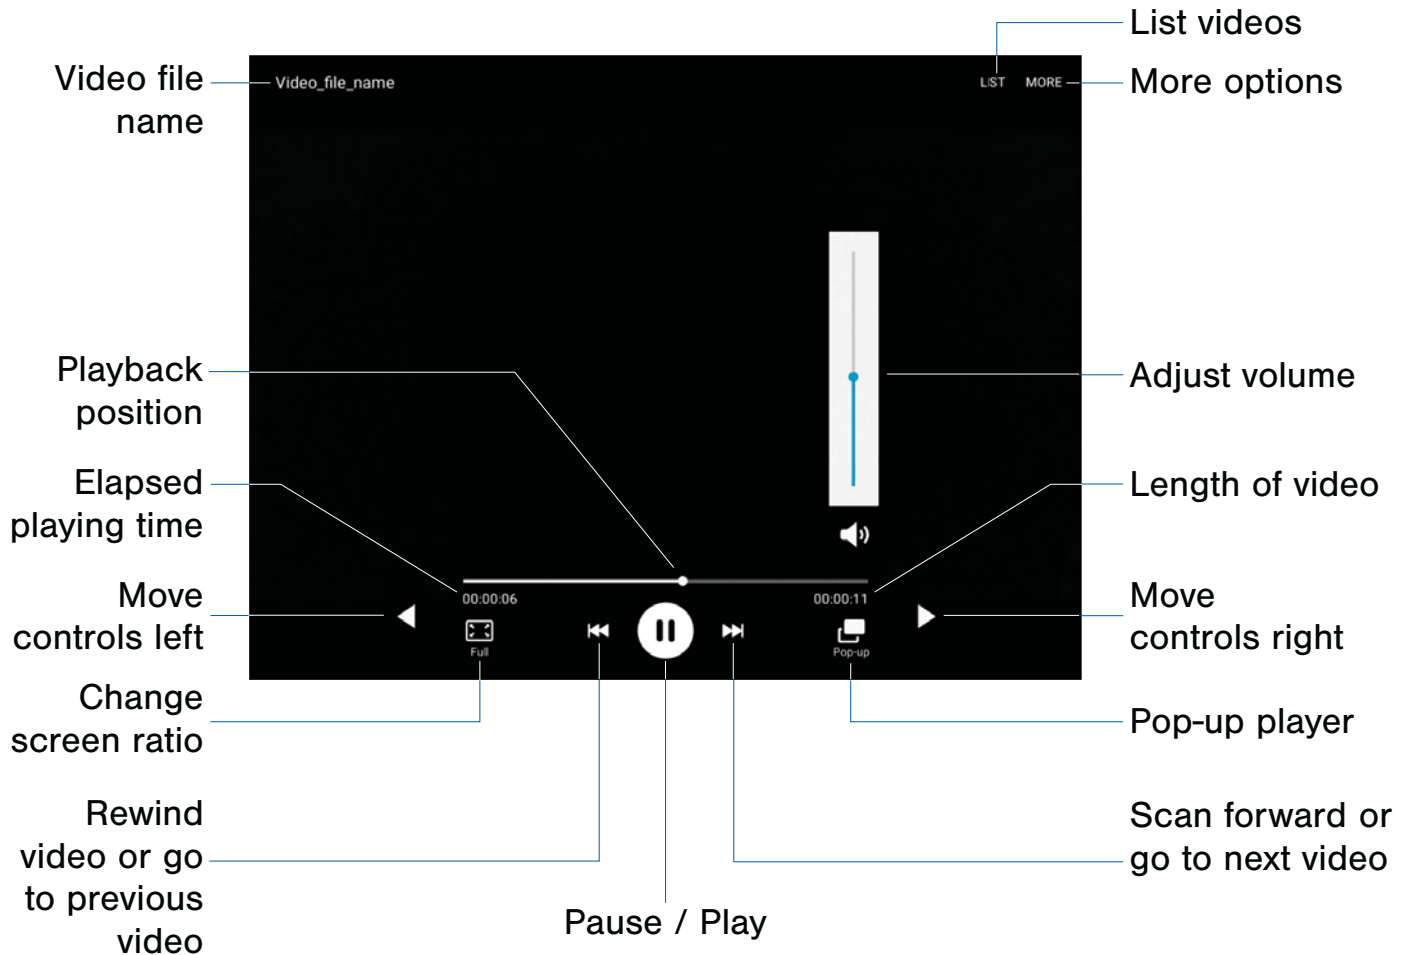 List videos
Video file
name
Video_file_name
LIST
MORE
More options
Playback
position
Adjust volume
Elapsed
playing time
Length of video
00:00:06
00:00:11
Move
controls left
Move
controls right
Full
Pop-up
Change
screen ratio
Pop-up player
Rewind
video or go
to previous
video
Scan forward or
go to next video
Pause / Play